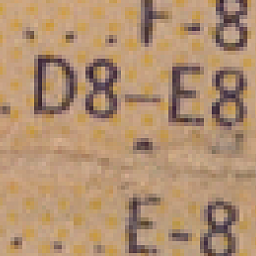 . . . F-8
. D8–E8
. . . E-8